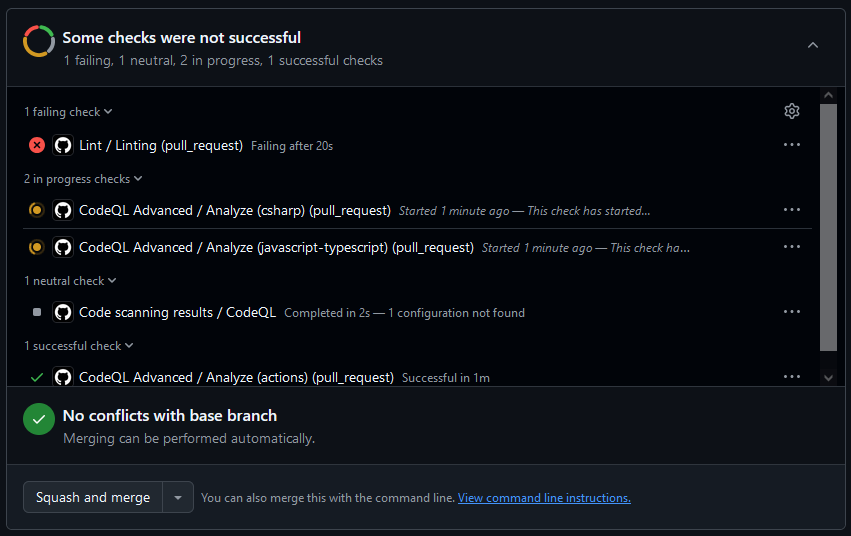 Some checks were not successful
1 failing, 1 neutral, 2 in progress, 1 successful checks
1 failing check
Lint / Linting (pull_request) Failing after 20s
2 in progress checks
CodeQL Advanced / Analyze (csharp) (pull_request) Started 1 minute ago — This check has started...
CodeQL Advanced / Analyze (javascript-typescript) (pull_request) Started 1 minute ago — This check ha...
1 neutral check
Code scanning results / CodeQL Completed in 2s — 1 configuration not found
1 successful check
CodeQL Advanced / Analyze (actions) (pull_request) Successful in 1m
No conflicts with base branch
Merging can be performed automatically.
Squash and merge You can also merge this with the command line. View command line instructions.